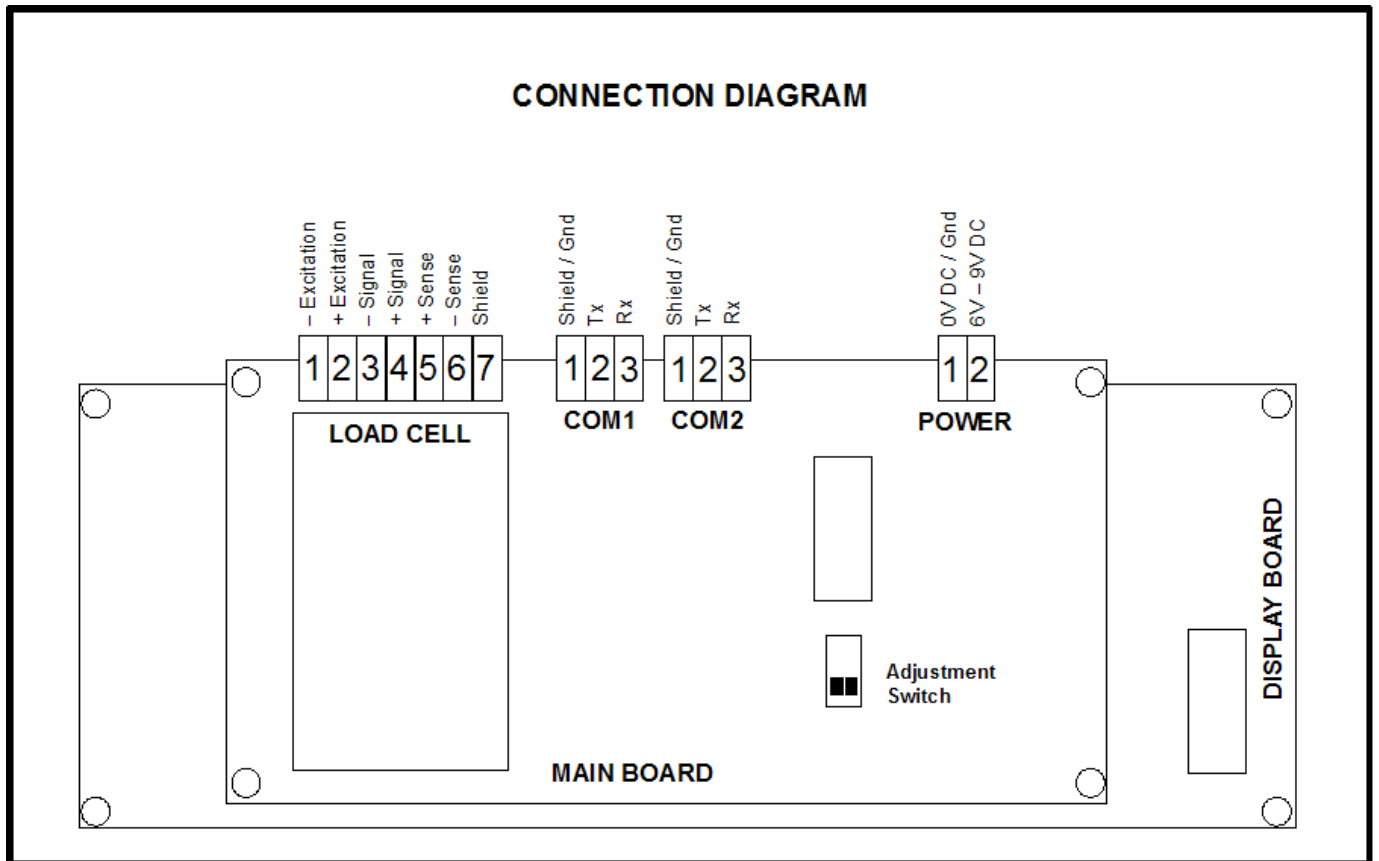 CONNECTION DIAGRAM
– Excitation
+ Excitation
– Signal
+ Signal
+ Sense
– Sense
Shield
Shield / Gnd
Tx
Rx
Shield / Gnd
Tx
Rx
0V DC / Gnd
6V – 9V DC
1 2 3 4 5 6 7
1 2 3
1 2 3
1 2
LOAD CELL
COM1
COM2
POWER
DISPLAY BOARD
Adjustment
Switch
MAIN BOARD